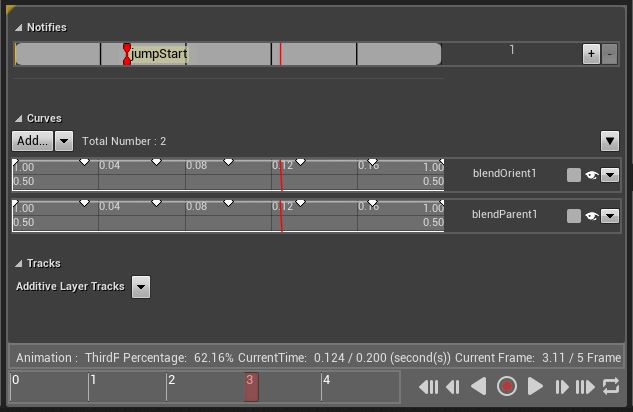 Notifies
jumpStart 1 + -
Curves
Add... Total Number : 2
1.00 0.04 0.08 0.12 0.16 1.00 blendOrient1
0.50 0.50
1.00 0.04 0.08 0.12 0.16 1.00 blendParent1
0.50 0.50
Tracks
Additive Layer Tracks
Animation : ThirdF Percentage: 62.16% CurrentTime: 0.124 / 0.200 (second(s)) Current Frame: 3.11 / 5 Frame
0 1 2 3 4